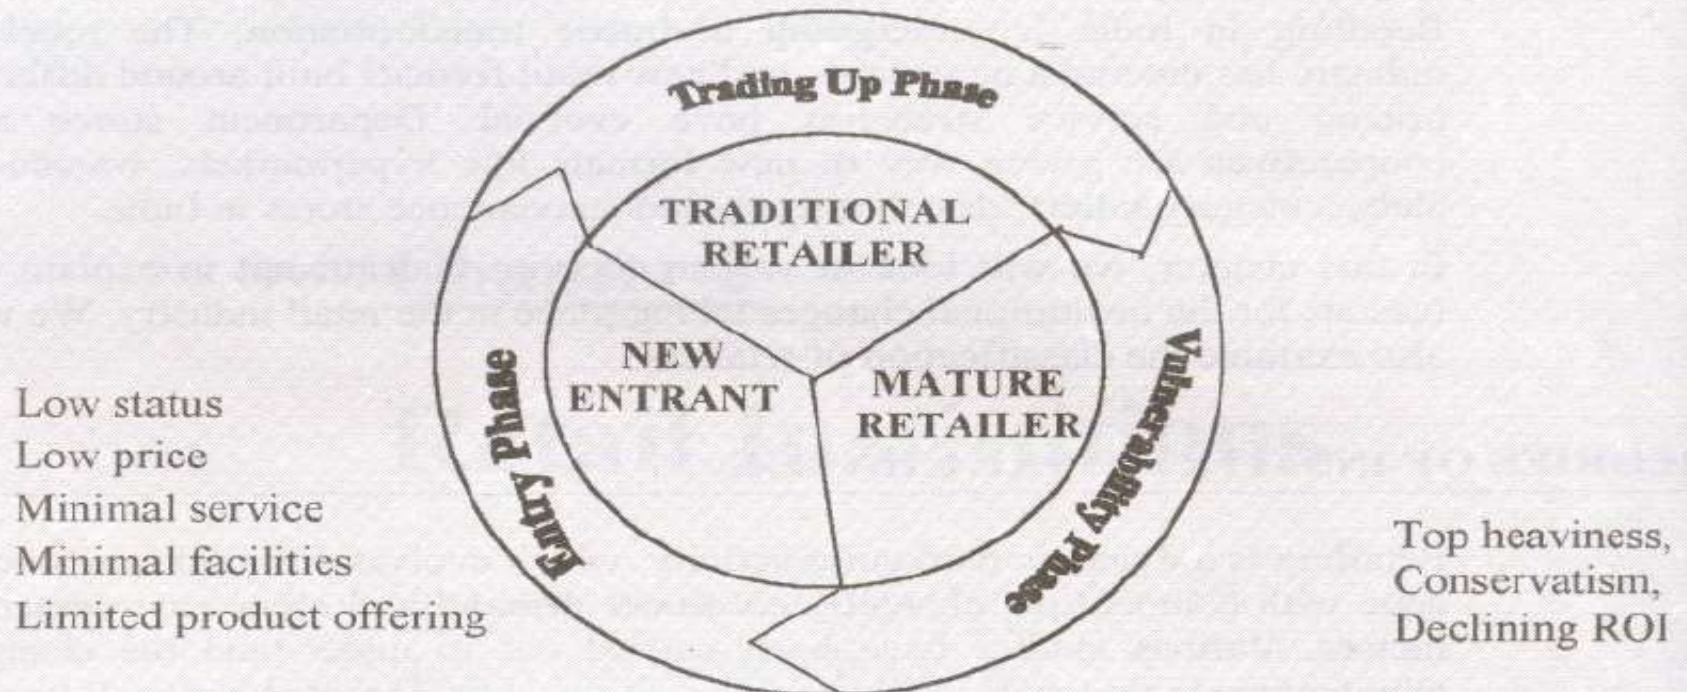 Trading Up Phase
TRADITIONAL
RETAILER
NEW
ENTRANT
MATURE
RETAILER
Entry Phase
Vulnerability Phase
Low status
Low price
Minimal service
Minimal facilities
Limited product offering
Top heaviness,
Conservatism,
Declining ROI